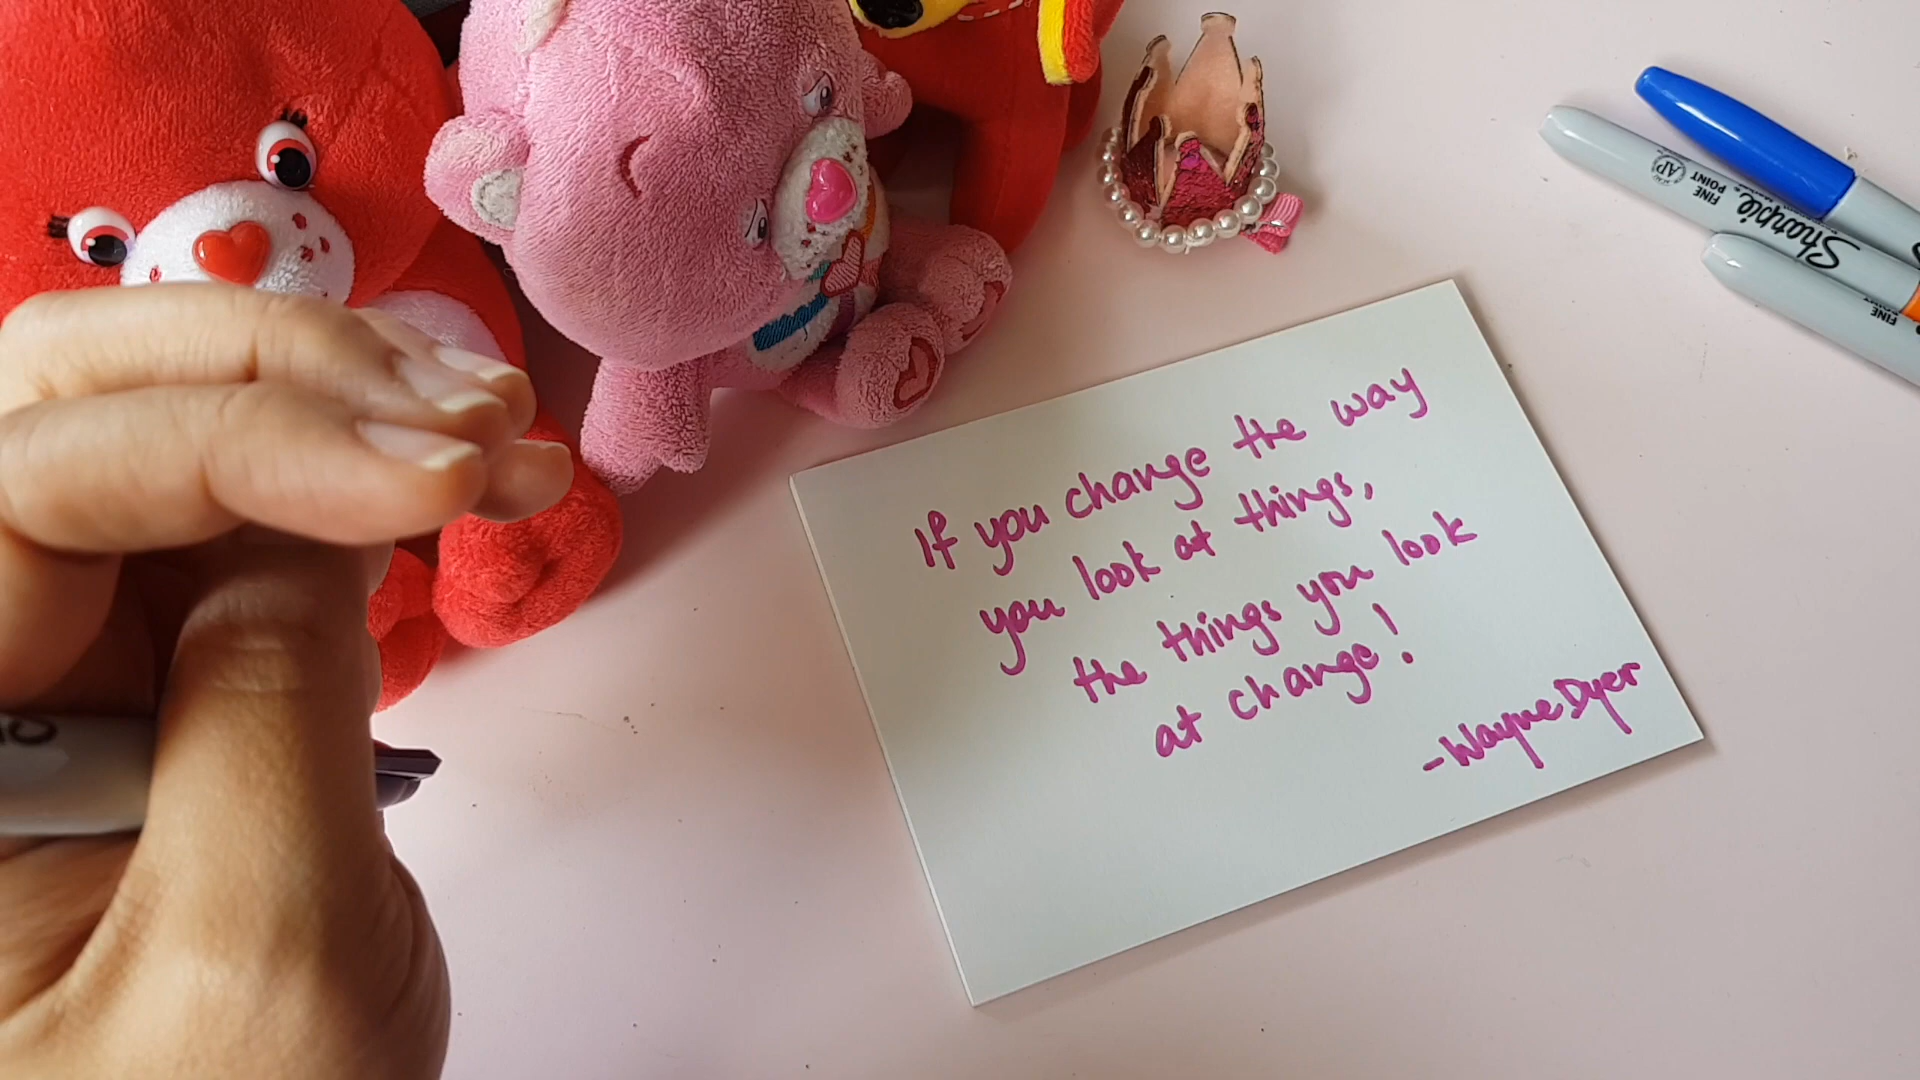 If you change the way
you look at things,
the things you look
at change!
-Wayne Dyer
Sharpie
FINE
POINT
AP
FINE